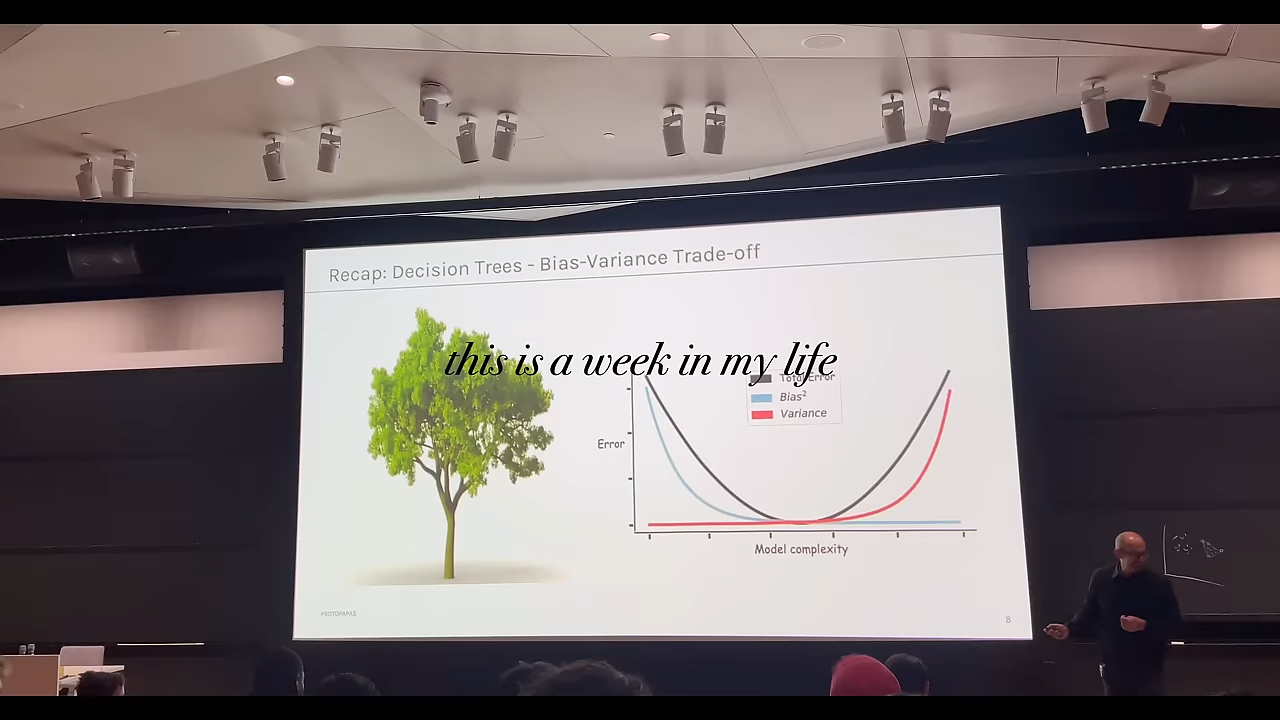 Recap: Decision Trees - Bias-Variance Trade-off
this is a week in my life
Total Error
Bias²
Variance
Error
Model complexity
PROTOPAPAS
8